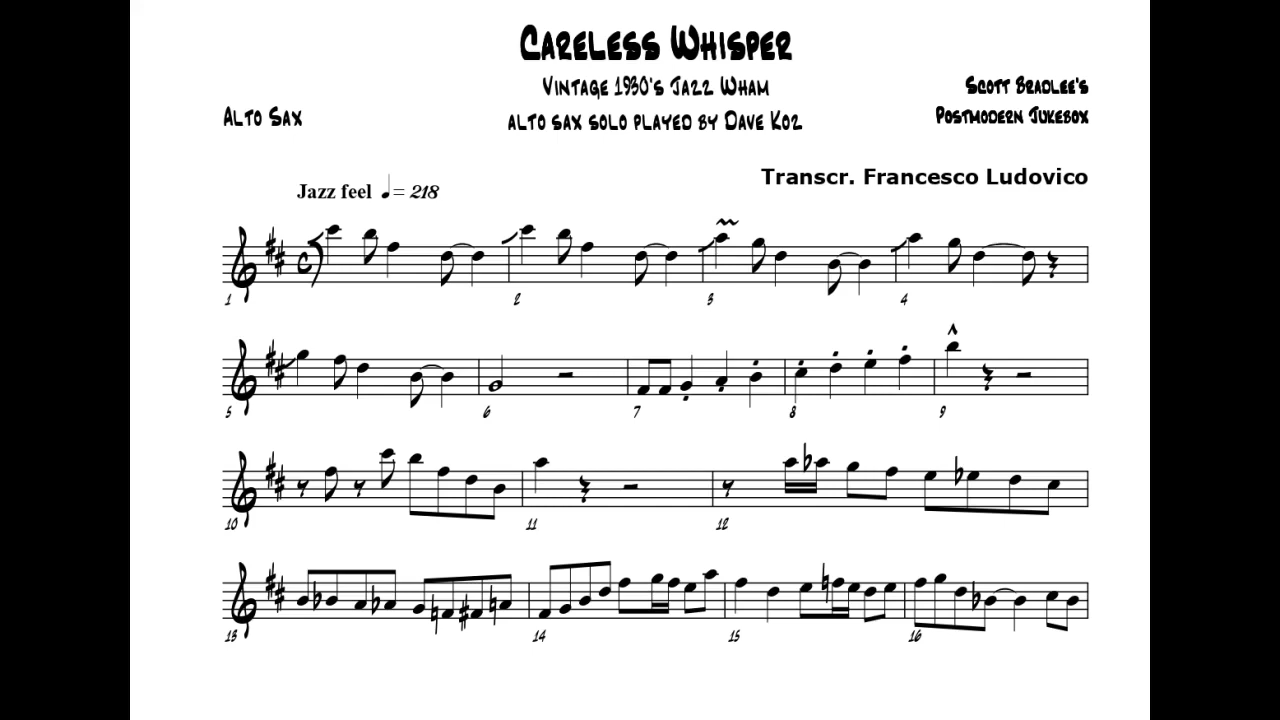 Careless Whisper
Vintage 1930's Jazz Wham
Scott Bradlee's
Alto Sax
alto sax solo played by Dave Koz
Postmodern Jukebox
Transcr. Francesco Ludovico
Jazz feel = 218
1 2 3 4
5 6 7 8 9
10 11 12
13 14 15 16